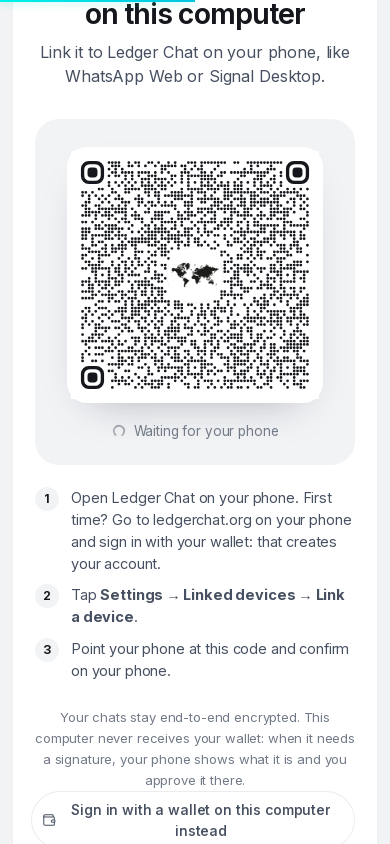 on this computer
Link it to Ledger Chat on your phone, like
WhatsApp Web or Signal Desktop.
Waiting for your phone
1 Open Ledger Chat on your phone. First
time? Go to ledgerchat.org on your phone
and sign in with your wallet: that creates
your account.
2 Tap Settings → Linked devices → Link
a device.
3 Point your phone at this code and confirm
on your phone.
Your chats stay end-to-end encrypted. This
computer never receives your wallet: when it needs
a signature, your phone shows what it is and you
approve it there.
Sign in with a wallet on this computer
instead